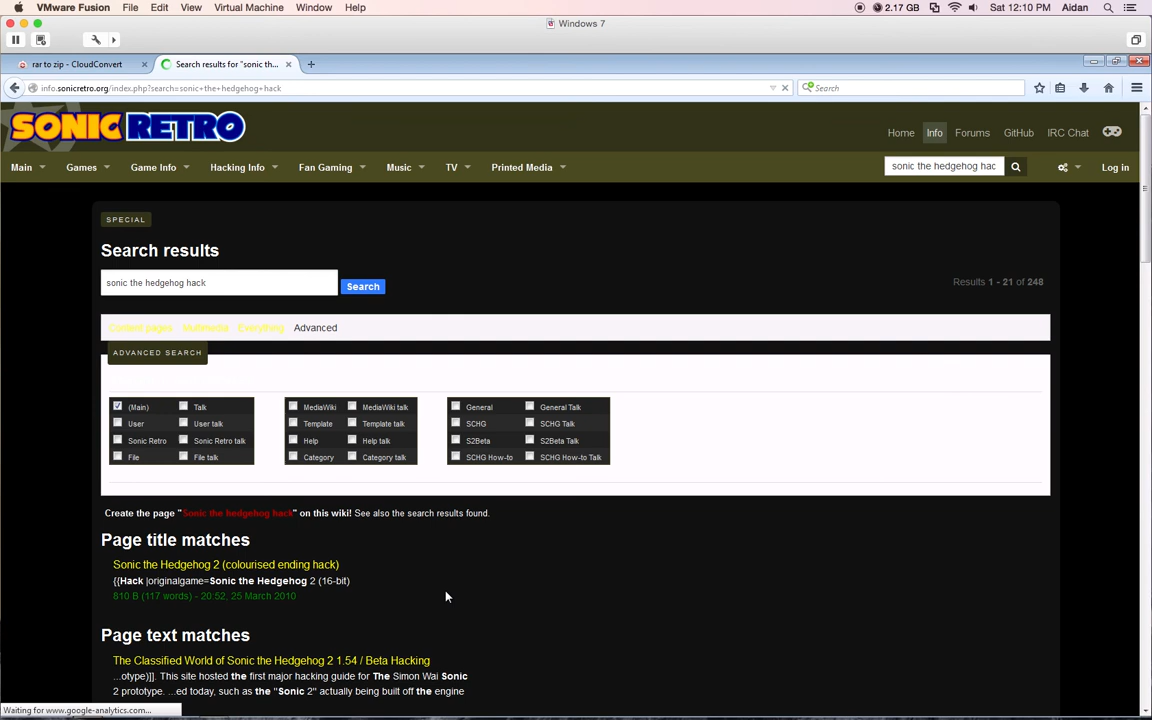 VMware Fusion File Edit View Virtual Machine Window Help 2.17 GB Sat 12:10 PM Aidan
Windows 7
rar to zip - CloudConvert × Search results for "sonic th... × +
info.sonicretro.org/index.php?search=sonic+the+hedgehog+hack Search
SONIC RETRO
Home Info Forums GitHub IRC Chat
Main Games Game Info Hacking Info Fan Gaming Music TV Printed Media sonic the hedgehog hac Log in
SPECIAL
Search results
sonic the hedgehog hack Search Results 1 - 21 of 248
Content pages Multimedia Everything Advanced
ADVANCED SEARCH
(Main) Talk MediaWiki MediaWiki talk General General Talk
User User talk Template Template talk SCHG SCHG Talk
Sonic Retro Sonic Retro talk Help Help talk S2Beta S2Beta Talk
File File talk Category Category talk SCHG How-to SCHG How-to Talk
Create the page "Sonic the hedgehog hack" on this wiki! See also the search results found.
Page title matches
Sonic the Hedgehog 2 (colourised ending hack)
{{Hack |originalgame=Sonic the Hedgehog 2 (16-bit)
810 B (117 words) - 20:52, 25 March 2010
Page text matches
The Classified World of Sonic the Hedgehog 2 1.54 / Beta Hacking
...otype)]]. This site hosted the first major hacking guide for The Simon Wai Sonic
2 prototype. ...ed today, such as the "Sonic 2" actually being built off the engine
Waiting for www.google-analytics.com...